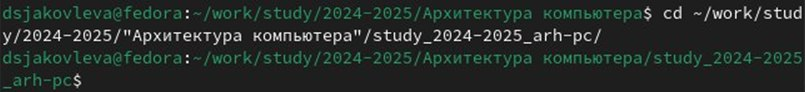 dsjakovleva@fedora:~/work/study/2024-2025/Архитектура компьютера$ cd ~/work/stud
y/2024-2025/"Архитектура компьютера"/study_2024-2025_arh-pc/
dsjakovleva@fedora:~/work/study/2024-2025/Архитектура компьютера/study_2024-2025
_arh-pc$